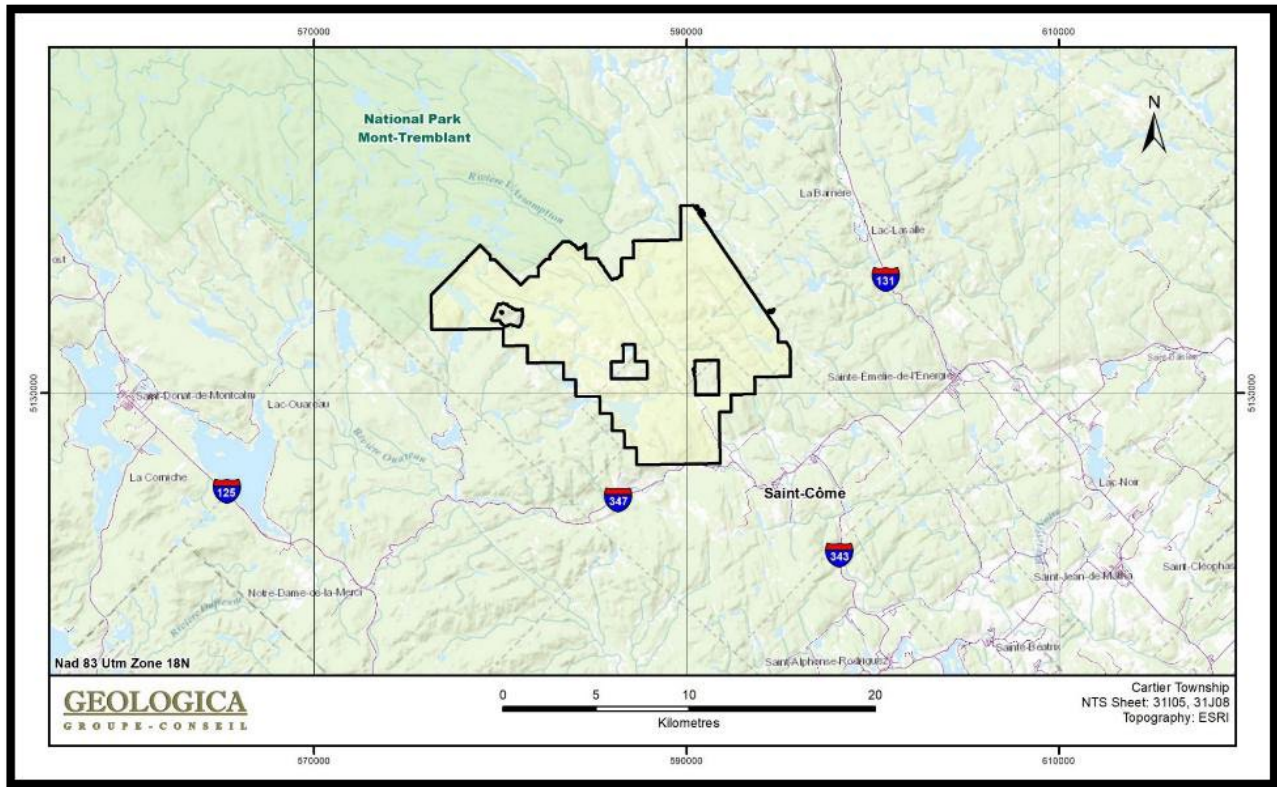 570000
590000
610000
National Park
Mont-Tremblant
N
Rivière L'Assomption
La Barrière
Lac-Lasalle
131
Sainte-Emélie-de-l'Energie
5130000
5130000
Saint-Donat-de-Montcalm
Lac-Ouareau
Rivière Ouareau
La Corniche
125
347
Saint-Côme
Lac-Noir
343
Saint-Jean-de-Matha
Saint-Cléophas
Notre-Dame-de-la-Merci
Saint-Alphonse-Rodriguez
Sainte-Béatrix
Nad 83 Utm Zone 18N
GEOLOGICA
GROUPE-CONSEIL
0 5 10 20
Kilometres
Cartier Township
NTS Sheet: 31I05, 31J08
Topography: ESRI
570000
590000
610000